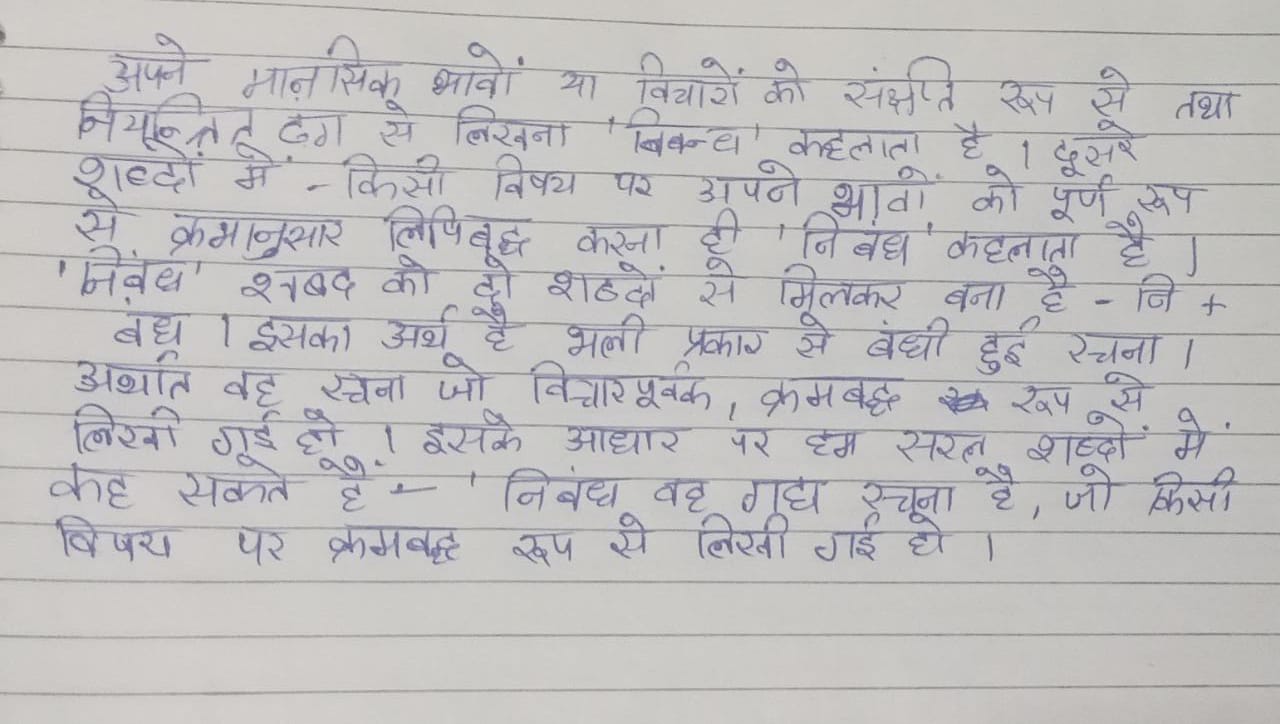 अपने मानसिक भावों या विचारों को संक्षप्ति रूप से तथा
नियन्त्रित ढंग से लिखना 'निबन्ध' कहलाता है । दूसरे
शब्दों में - किसी विषय पर अपने भावों को पूर्ण रूप
से क्रमानुसार लिपिबद्ध करना ही 'निबंध' कहलाता है ।
'निबंध' शब्द को दो शब्दों से मिलकर बना है - नि +
बंध । इसका अर्थ है भली प्रकार से बंधी हुई रचना ।
अर्थात वह रचना जो विचारपूर्वक, क्रमबद्ध रूप से
लिखी गई हो । इसके आधार पर हम सरल शब्दों में
कह सकते है - 'निबंध वह गद्य रचना है, जो किसी
विषय पर क्रमबद्ध रूप से लिखी गई हो ।